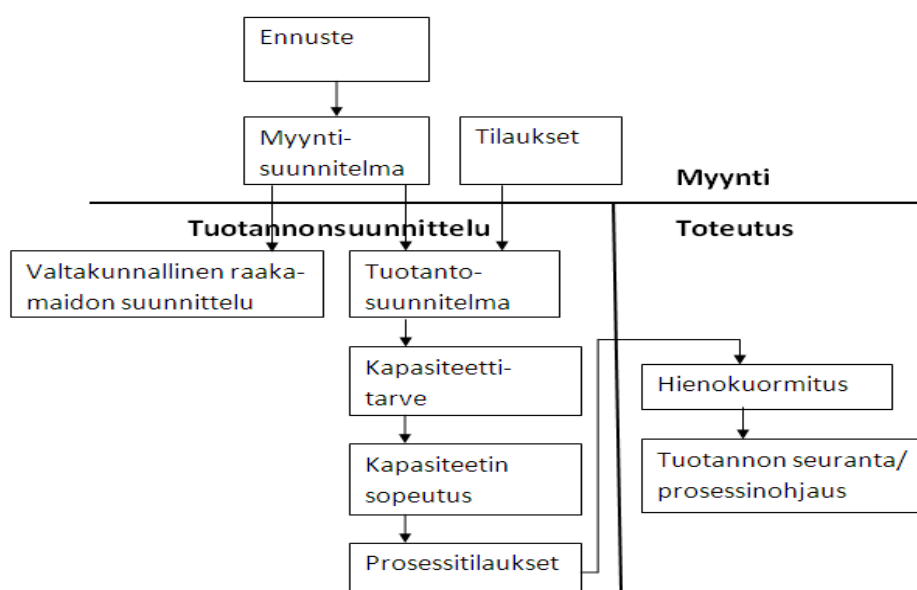 Ennuste
Myynti-
suunnitelma
Tilaukset
Myynti
Tuotannonsuunnittelu
Toteutus
Valtakunnallinen raaka-
maidon suunnittelu
Tuotanto-
suunnitelma
Kapasiteetti-
tarve
Hienokuormitus
Kapasiteetin
sopeutus
Tuotannon seuranta/
prosessinohjaus
Prosessitilaukset